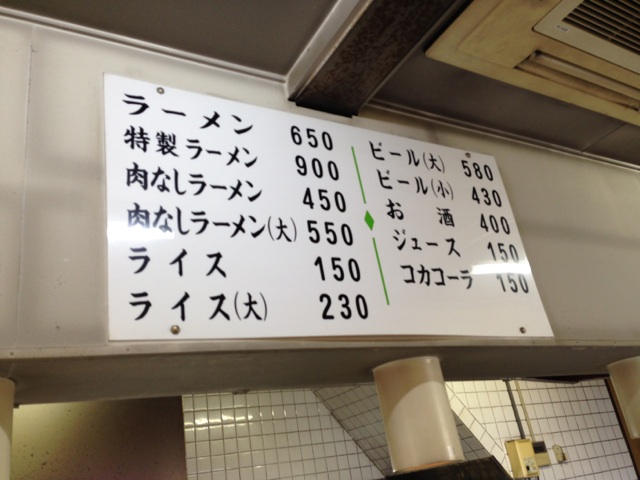 ラーメン 650
特製ラーメン 900
肉なしラーメン 450
肉なしラーメン(大) 550
ライス 150
ライス(大) 230
ビール(大) 580
ビール(小) 430
お酒 400
ジュース 150
コカコーラ 150